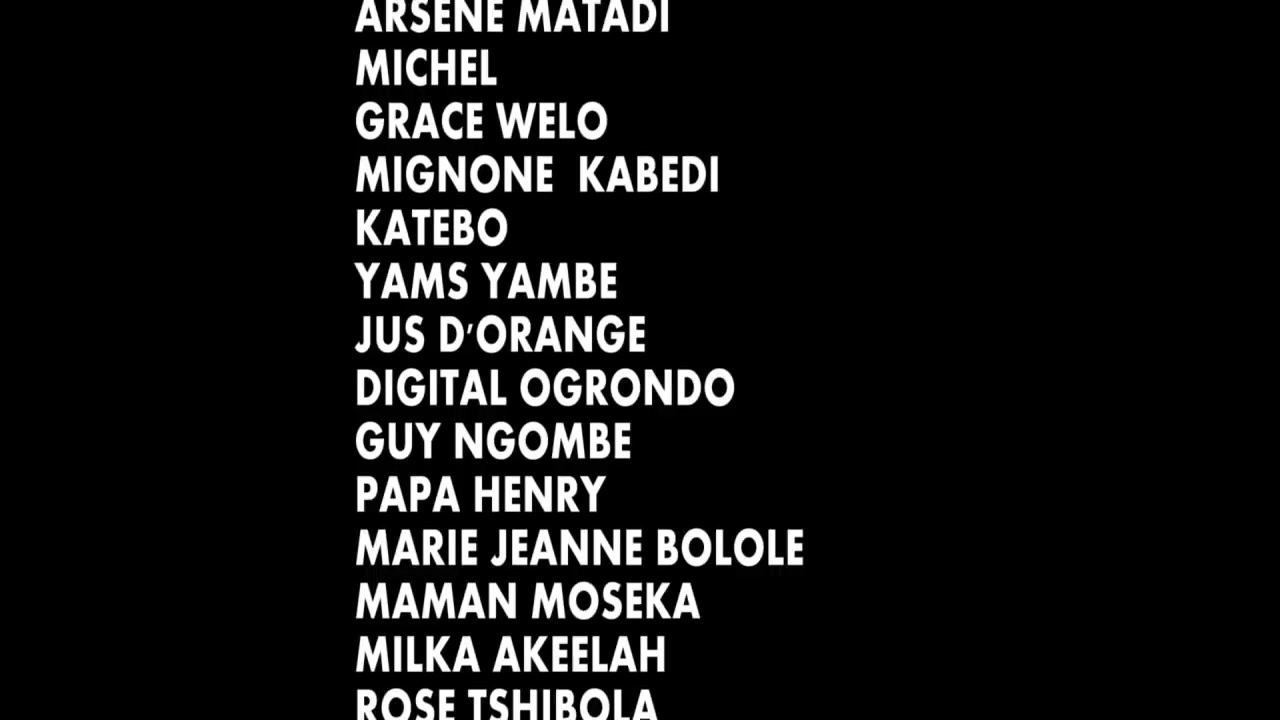 ARSENE MATADI
MICHEL
GRACE WELO
MIGNONE KABEDI
KATEBO
YAMS YAMBE
JUS D'ORANGE
DIGITAL OGRONDO
GUY NGOMBE
PAPA HENRY
MARIE JEANNE BOLOLE
MAMAN MOSEKA
MILKA AKEELAH
ROSE TSHIBOLA